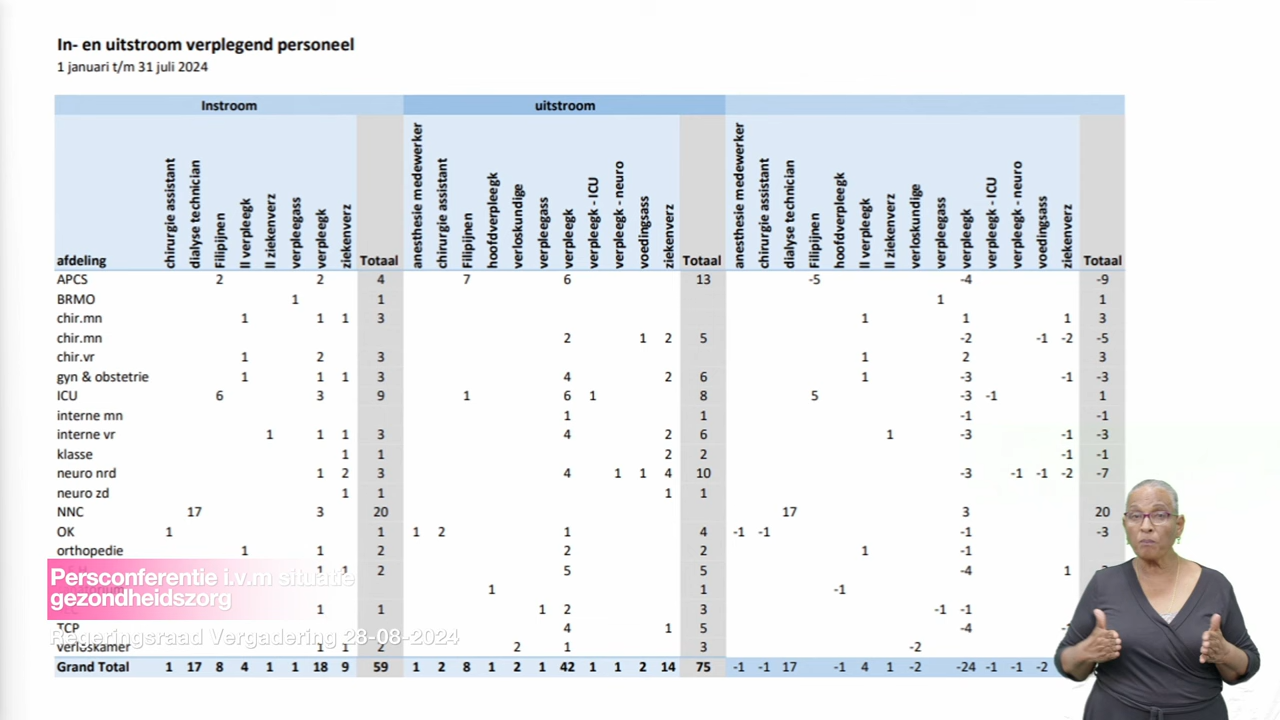 In- en uitstroom verplegend personeel
1 januari t/m 31 juli 2024
Instroom uitstroom
afdeling chirurgie assistant dialyse technician Filipijnen ll verpleegk ll ziekenverz verpleegass verpleegk ziekenverz Totaal anesthesie medewerker chirurgie assistant Filipijnen hoofdverpleegk verloskundige verpleegass verpleegk verpleegk - ICU verpleegk - neuro voedingsass ziekenverz Totaal anesthesie medewerker chirurgie assistant dialyse technician Filipijnen hoofdverpleegk ll verpleegk ll ziekenverz verloskundige verpleegass verpleegk verpleegk - ICU verpleegk - neuro voedingsass ziekenverz Totaal
APCS 2 2 4 7 6 13 -5 -4 -9
BRMO 1 1 1 1
chir.mn 1 1 1 3 1 1 1 3
chir.mn 2 1 2 5 -2 -1 -2 -5
chir.vr 1 2 3 1 2 3
gyn & obstetrie 1 1 1 3 4 2 6 1 -3 -1 -3
ICU 6 3 9 1 6 1 8 5 -3 -1 1
interne mn 1 1 -1 -1
interne vr 1 1 1 3 4 2 6 1 -3 -1 -3
klasse 1 1 2 2 -1 -1
neuro nrd 1 2 3 4 1 1 4 10 -3 -1 -1 -2 -7
neuro zd 1 1 1 1
NNC 17 3 20 17 3 20
OK 1 1 1 2 1 4 -1 -1 -1 -3
orthopedie 1 1 2 2 2 1 -1
1 1 2 5 5 -4 1
1 1 -1
1 1 1 2 3 -1 -1
TCP 4 1 5 -4
verloskamer 1 1 2 2 1 3 -2
Grand Total 1 17 8 4 1 1 18 9 59 1 2 8 1 2 1 42 1 1 2 14 75 -1 -1 17 -1 4 1 -2 -24 -1 -1 -2
Persconferentie i.v.m situatie
gezondheidszorg
Regeringsraad Vergadering 28-08-2024